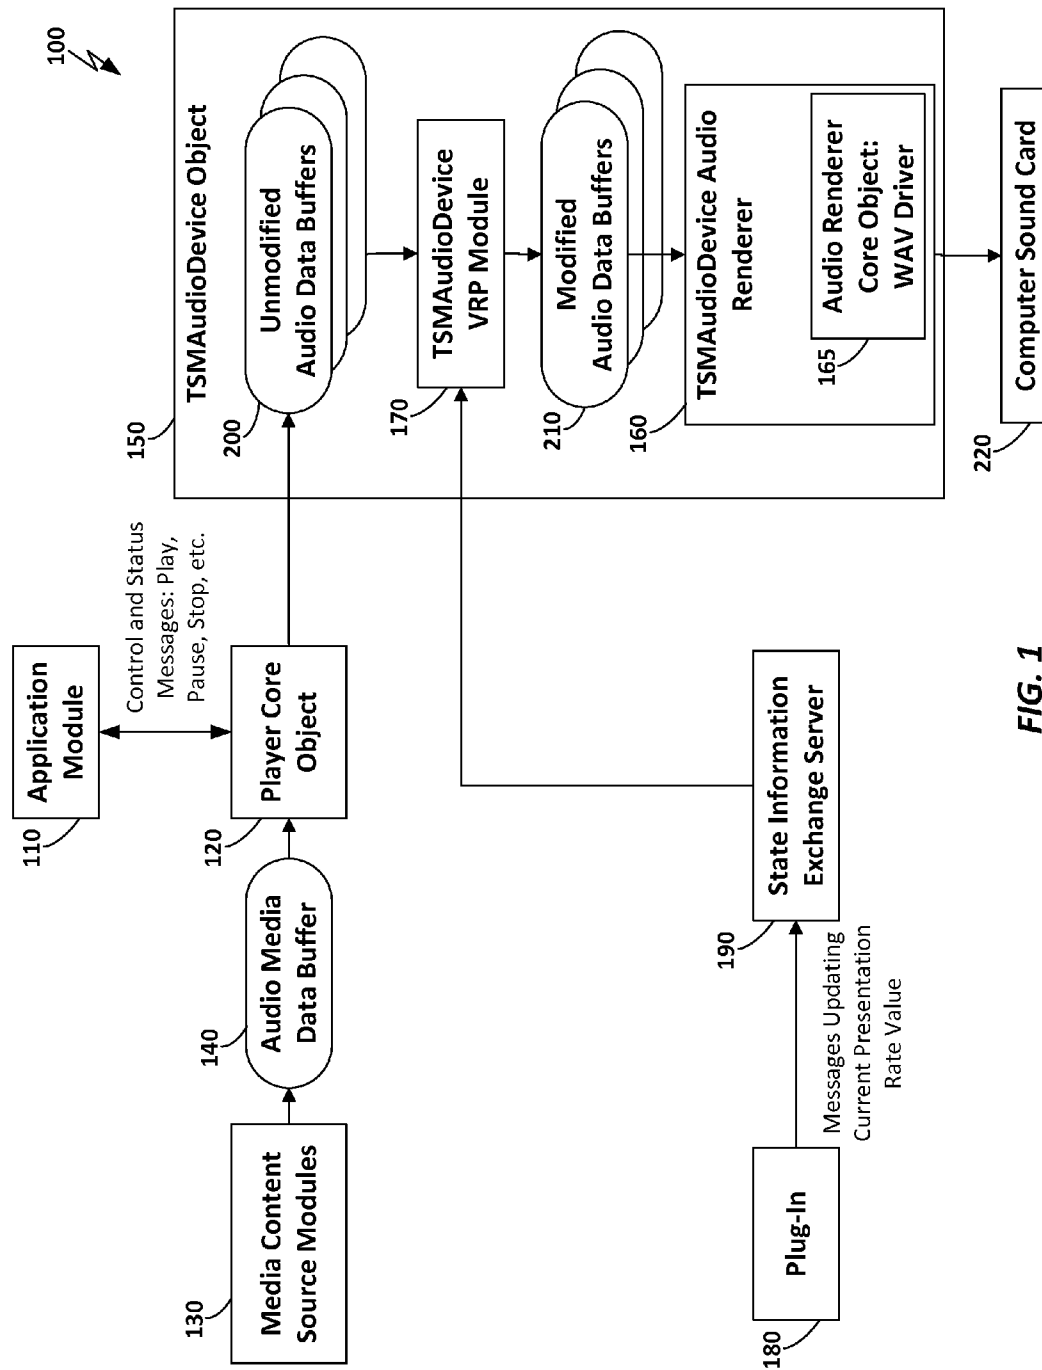 100
110
Application
Module
Control and Status
Messages: Play,
Pause, Stop, etc.
130
Media Content
Source Modules
140
Audio Media
Data Buffer
120
Player Core
Object
150
TSMAudioDevice Object
200
Unmodified
Audio Data Buffers
170
TSMAudioDevice
VRP Module
210
Modified
Audio Data Buffers
160
TSMAudioDevice Audio
Renderer
165
Audio Renderer
Core Object:
WAV Driver
220
Computer Sound Card
180
Plug-In
Messages Updating
Current Presentation
Rate Value
190
State Information
Exchange Server
FIG. 1